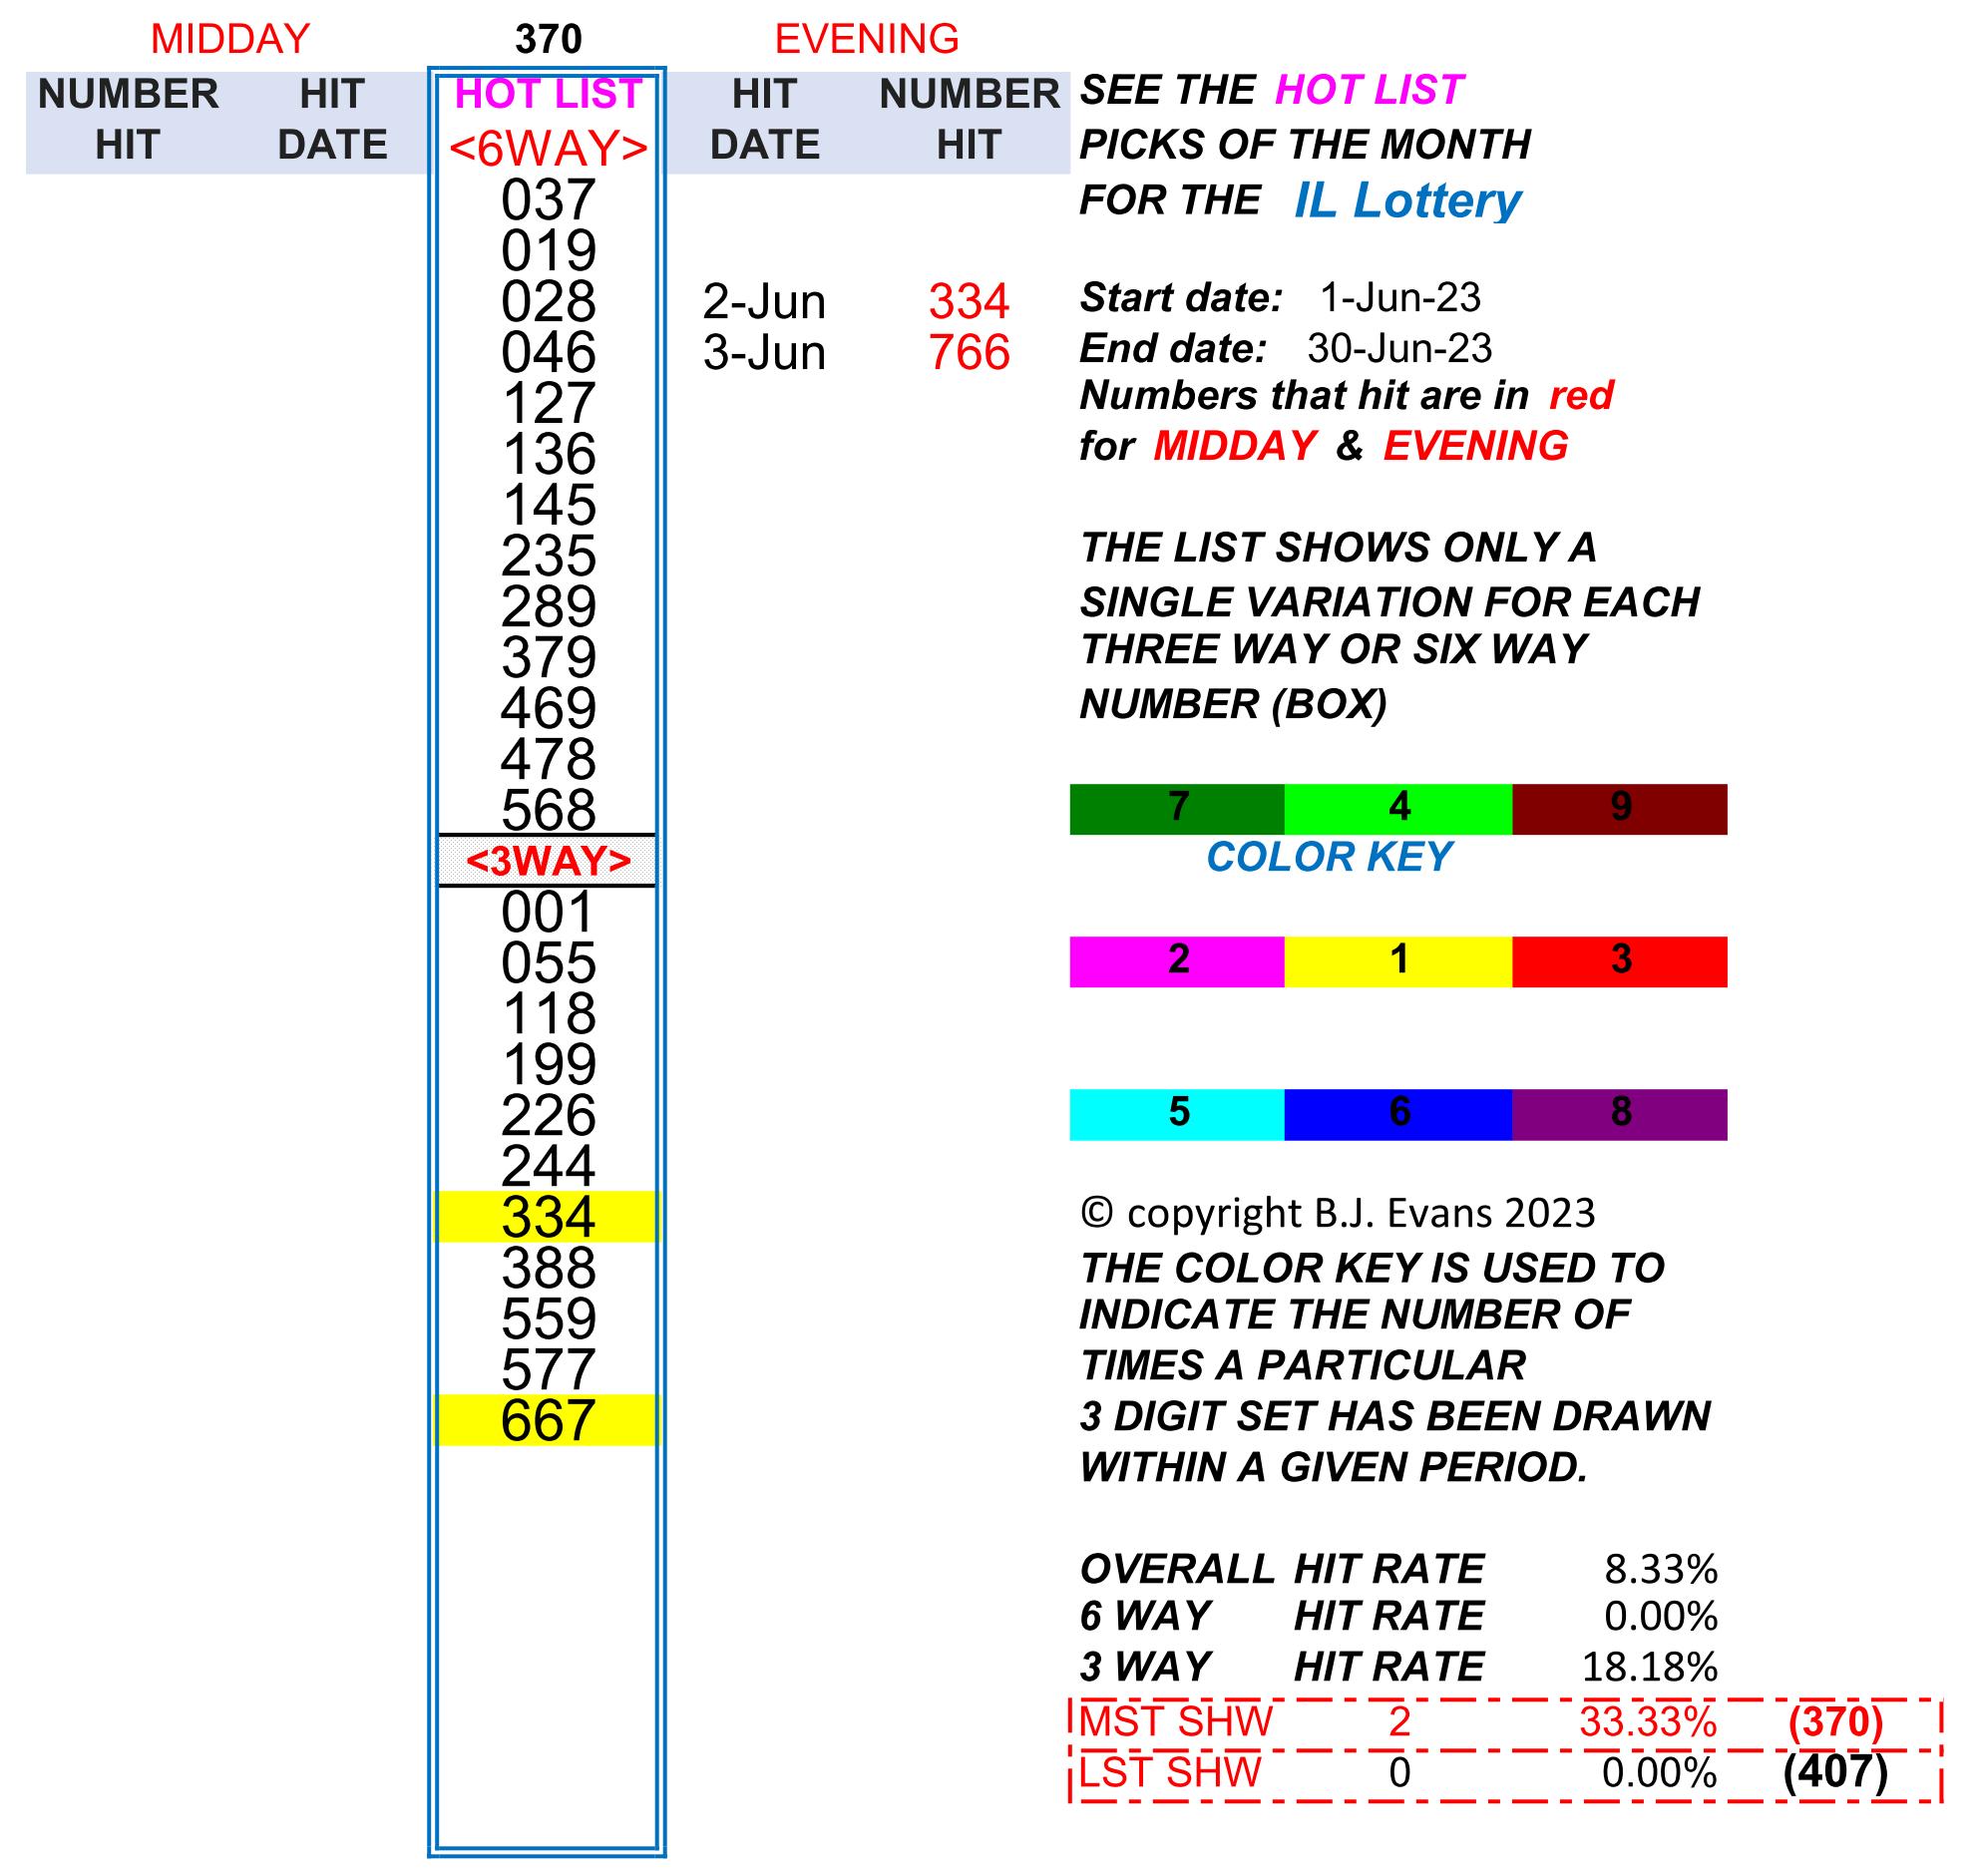 MIDDAY 370 EVENING
NUMBER HIT HOT LIST HIT NUMBER
HIT DATE <6WAY> DATE HIT
037
019
028 2-Jun 334
046 3-Jun 766
127
136
145
235
289
379
469
478
568
<3WAY>
001
055
118
199
226
244
334
388
559
577
667
SEE THE HOT LIST
PICKS OF THE MONTH
FOR THE IL Lottery
Start date: 1-Jun-23
End date: 30-Jun-23
Numbers that hit are in red
for MIDDAY & EVENING
THE LIST SHOWS ONLY A
SINGLE VARIATION FOR EACH
THREE WAY OR SIX WAY
NUMBER (BOX)
7 4 9
COLOR KEY
2 1 3
5 6 8
© copyright B.J. Evans 2023
THE COLOR KEY IS USED TO
INDICATE THE NUMBER OF
TIMES A PARTICULAR
3 DIGIT SET HAS BEEN DRAWN
WITHIN A GIVEN PERIOD.
OVERALL HIT RATE 8.33%
6 WAY HIT RATE 0.00%
3 WAY HIT RATE 18.18%
MST SHW 2 33.33% (370)
LST SHW 0 0.00% (407)